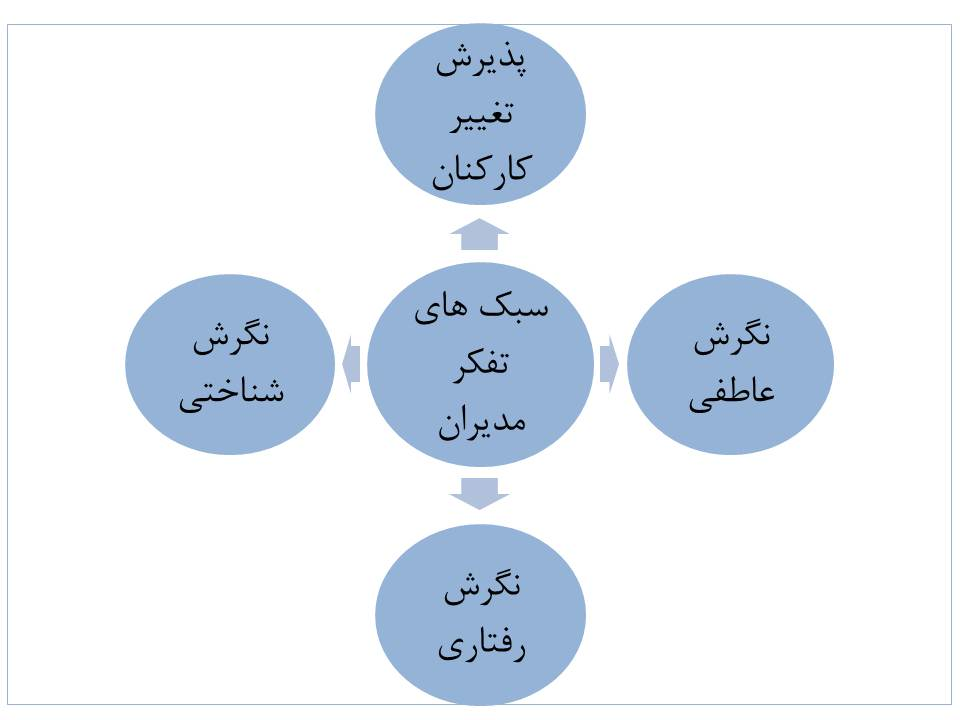 پذیرش
تغییر
کارکنان
نگرش
عاطفی
سبک های
تفکر
مدیران
نگرش
شناختی
نگرش
رفتاری